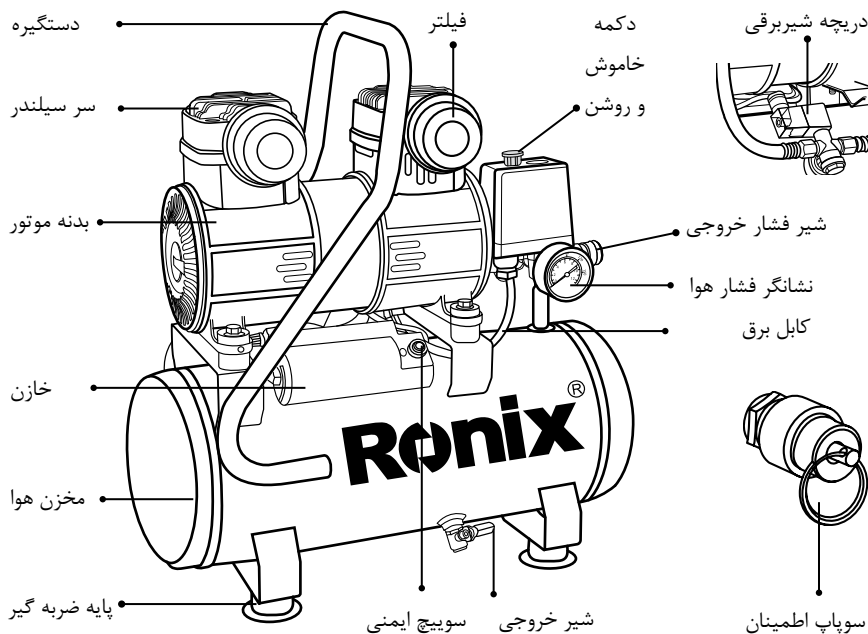 دستگیره
فیلتر
دکمه
خاموش
و روشن
دریچه شیربرقی
سر سیلندر
بدنه موتور
شیر فشار خروجی
نشانگر فشار هوا
کابل برق
خازن
Ronix®
مخزن هوا
پایه ضربه گیر
سوییچ ایمنی
شیر خروجی
سوپاپ اطمینان